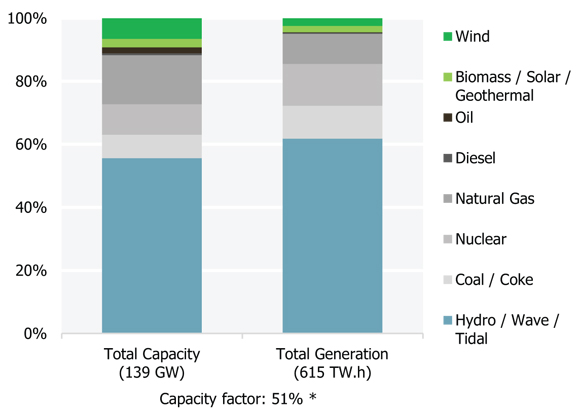 100%
80%
60%
40%
20%
0%
Total Capacity
(139 GW)
Total Generation
(615 TW.h)
Capacity factor: 51% *
Wind
Biomass / Solar /
Geothermal
Oil
Diesel
Natural Gas
Nuclear
Coal / Coke
Hydro / Wave /
Tidal